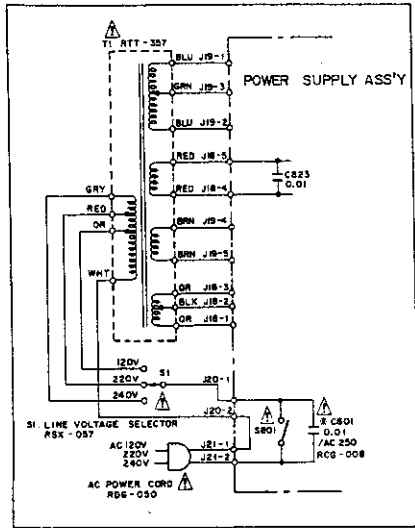 T1 RTT-357
BLU J19-1
POWER SUPPLY ASS'Y
GRN J19-3
BLU J19-2
RED J18-5
C823
0.01
RED J18-4
GRY
RED
OR
BRN J19-4
BRN J19-5
WHT
OR J18-3
BLK J18-2
OR J18-1
120V
220V
S1
J20-1
240V
J20-2
S1. LINE VOLTAGE SELECTOR
RSX-057
S801
* C801
0.01
/AC 250
RCG-008
AC 120V
220V
240V
J21-1
J21-2
AC POWER CORD
RDG-050